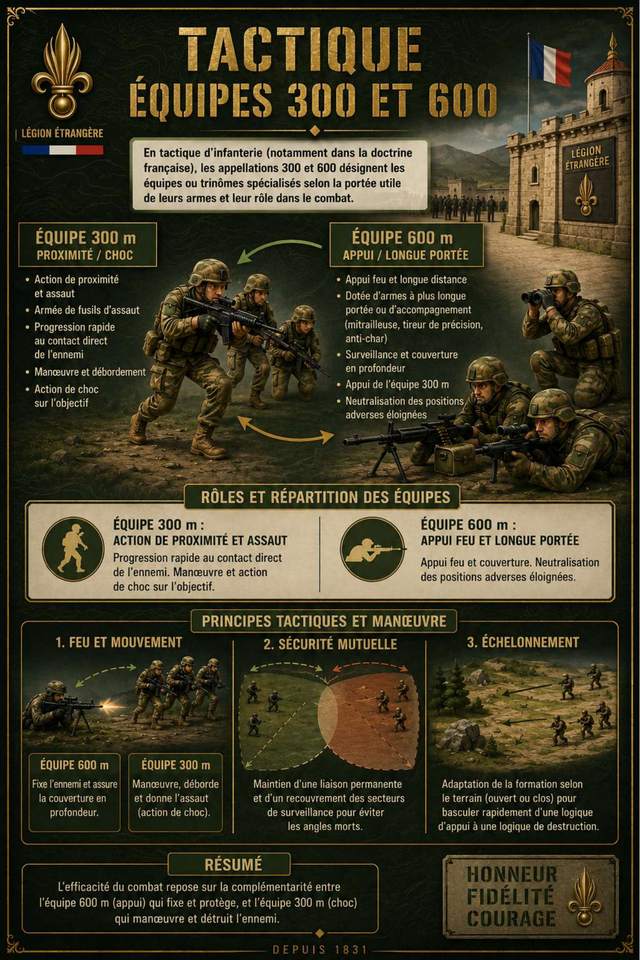 TACTIQUE
ÉQUIPES 300 ET 600
LÉGION ÉTRANGÈRE
LÉGION
ÉTRANGÈRE
En tactique d'infanterie (notamment dans la doctrine
française), les appellations 300 et 600 désignent les
équipes ou trinômes spécialisés selon la portée utile
de leurs armes et leur rôle dans le combat.
ÉQUIPE 300 m
PROXIMITÉ / CHOC
• Action de proximité
et assaut
• Armée de fusils d'assaut
• Progression rapide
au contact direct
de l'ennemi
• Manœuvre et débordement
• Action de choc
sur l'objectif
ÉQUIPE 600 m
APPUI / LONGUE PORTÉE
• Appui feu et longue distance
• Dotée d'armes à plus longue
portée ou d'accompagnement
(mitrailleuse, tireur de précision,
anti-char)
• Surveillance et couverture
en profondeur
• Appui de l'équipe 300 m
• Neutralisation des positions
adverses éloignées
RÔLES ET RÉPARTITION DES ÉQUIPES
ÉQUIPE 300 m :
ACTION DE PROXIMITÉ ET ASSAUT
Progression rapide au contact direct
de l'ennemi. Manœuvre et action
de choc sur l'objectif.
ÉQUIPE 600 m :
APPUI FEU ET LONGUE PORTÉE
Appui feu et couverture. Neutralisation
des positions adverses éloignées.
PRINCIPES TACTIQUES ET MANŒUVRE
1. FEU ET MOUVEMENT
ÉQUIPE 600 m
Fixe l'ennemi et assure
la couverture en
profondeur.
ÉQUIPE 300 m
Manœuvre, déborde
et donne l'assaut
(action de choc).
2. SÉCURITÉ MUTUELLE
Maintien d'une liaison permanente
et d'un recouvrement des secteurs
de surveillance pour éviter
les angles morts.
3. ÉCHELONNEMENT
Adaptation de la formation selon
le terrain (ouvert ou clos) pour
basculer rapidement d'une logique
d'appui à une logique de destruction.
RÉSUMÉ
L'efficacité du combat repose sur la complémentarité entre
l'équipe 600 m (appui) qui fixe et protège, et l'équipe 300 m (choc)
qui manœuvre et détruit l'ennemi.
HONNEUR
FIDÉLITÉ
COURAGE
DEPUIS 1831